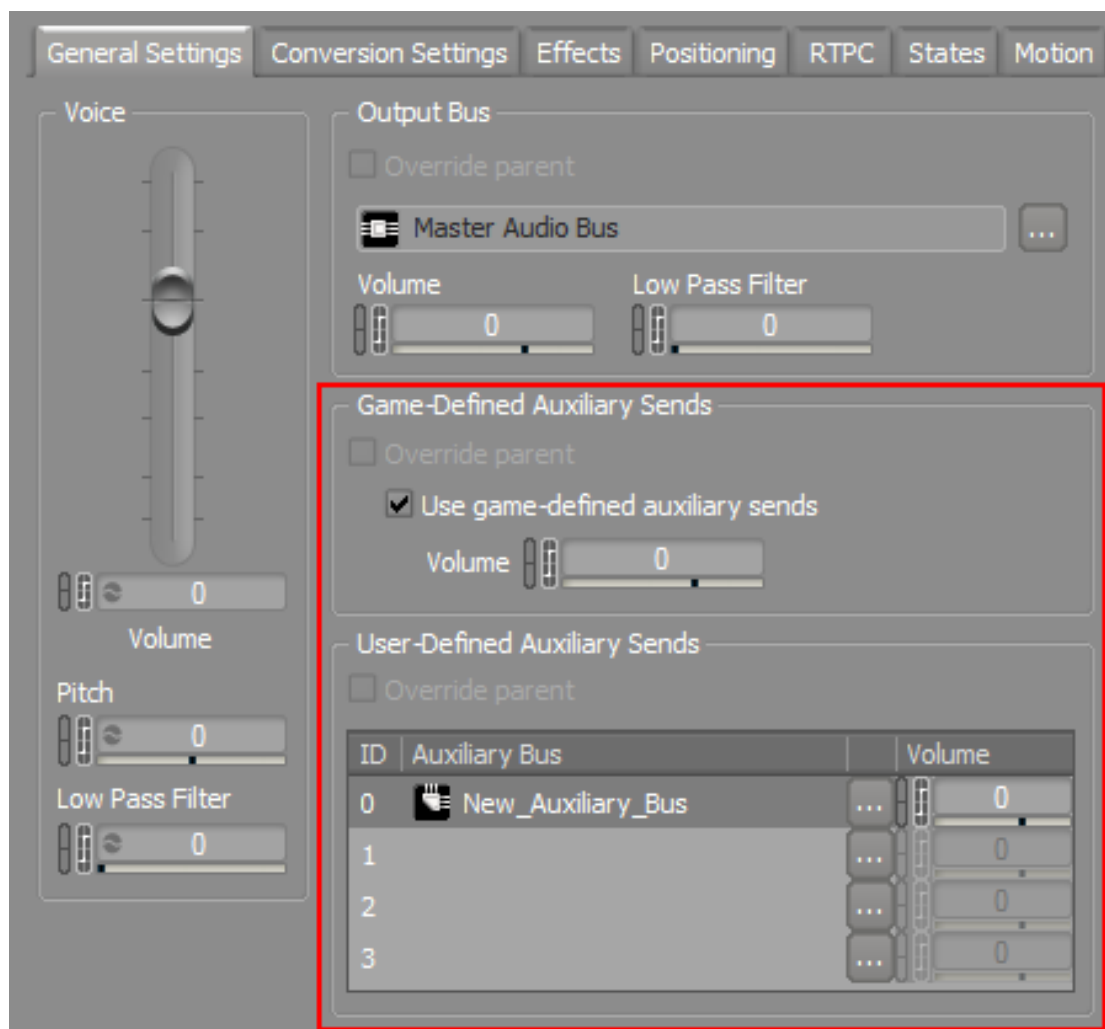 General Settings Conversion Settings Effects Positioning RTPC States Motion
Voice
0
Volume
Pitch
0
Low Pass Filter
0
Output Bus
Override parent
Master Audio Bus ...
Volume Low Pass Filter
0 0
Game-Defined Auxiliary Sends
Override parent
Use game-defined auxiliary sends
Volume 0
User-Defined Auxiliary Sends
Override parent
ID Auxiliary Bus Volume
0 New_Auxiliary_Bus ... 0
1 ... 0
2 ... 0
3 ... 0